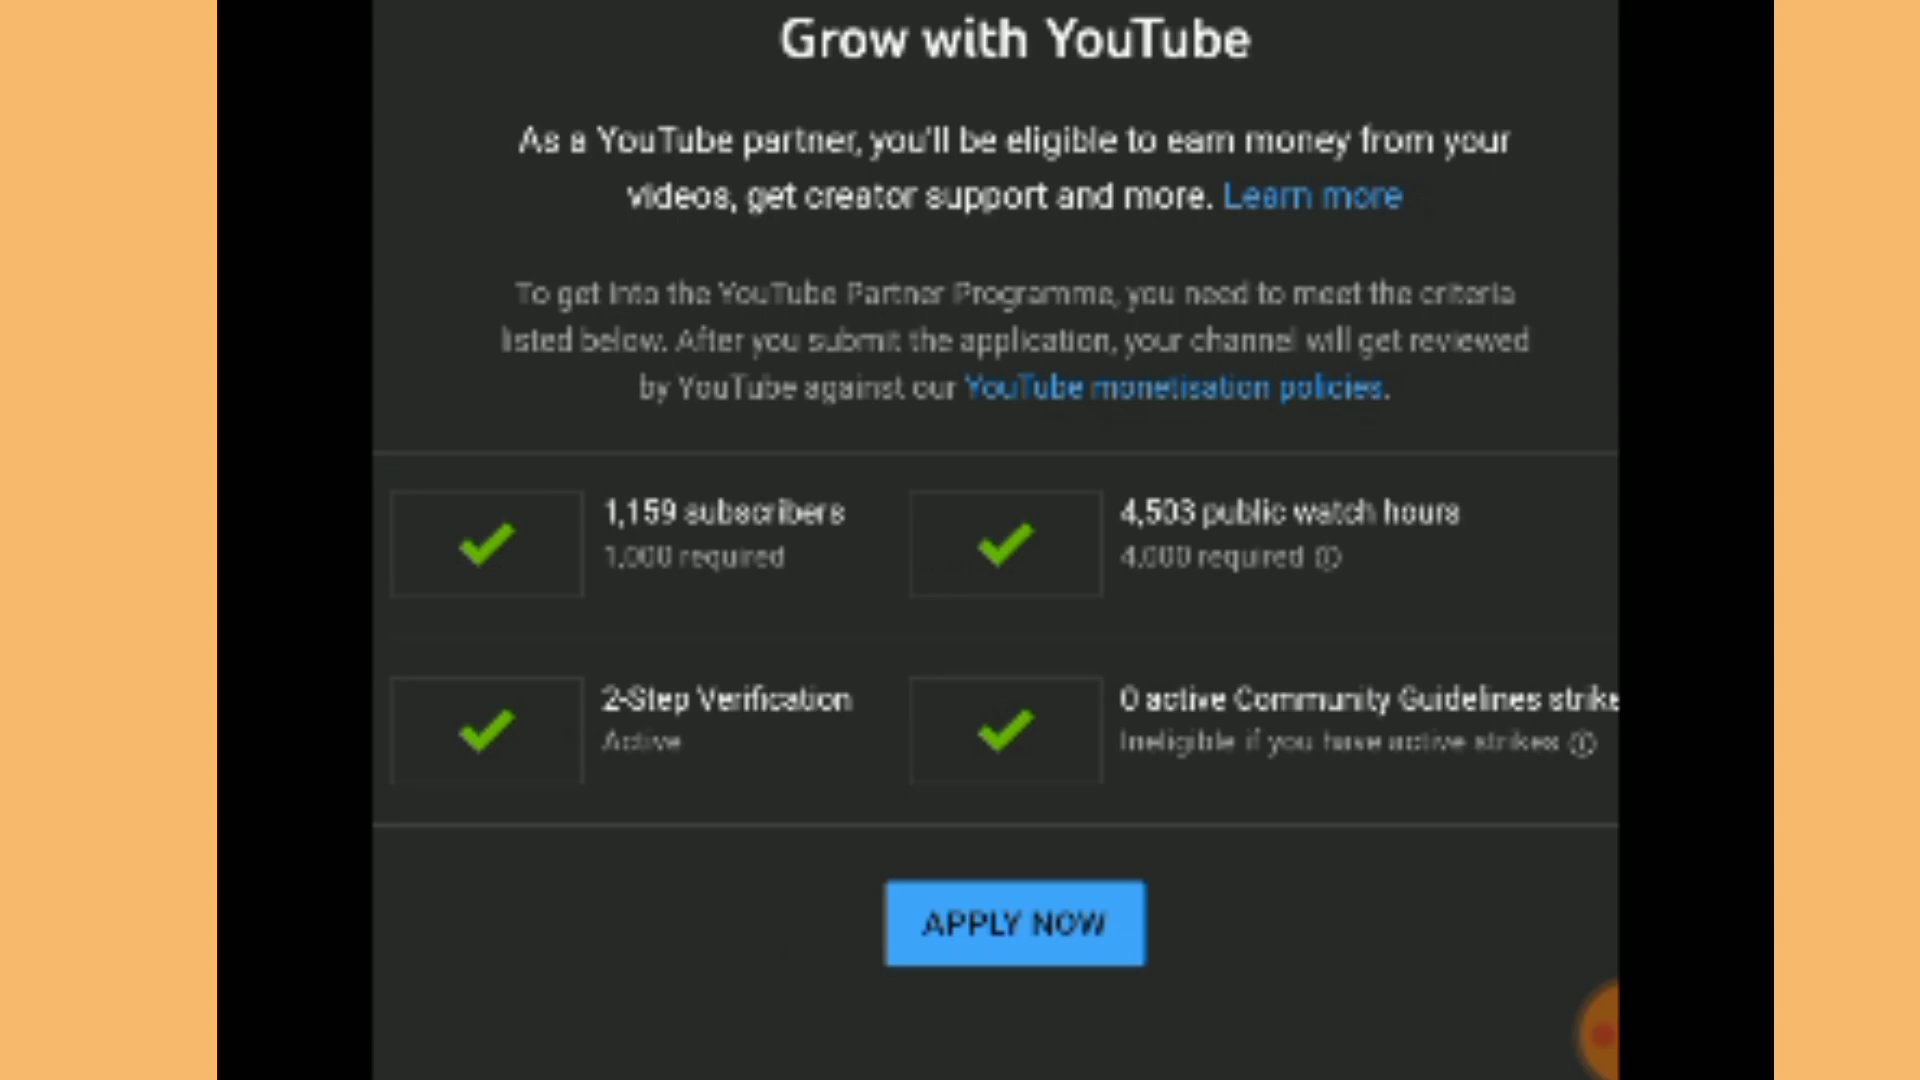 Grow with YouTube
As a YouTube partner, you'll be eligible to earn money from your
videos, get creator support and more. Learn more
To get into the YouTube Partner Programme, you need to meet the criteria
listed below. After you submit the application, your channel will get reviewed
by YouTube against our YouTube monetisation policies.
1,159 subscribers
1,000 required
4,503 public watch hours
4,000 required
2-Step Verification
Active
0 active Community Guidelines strike
Ineligible if you have active strikes
APPLY NOW